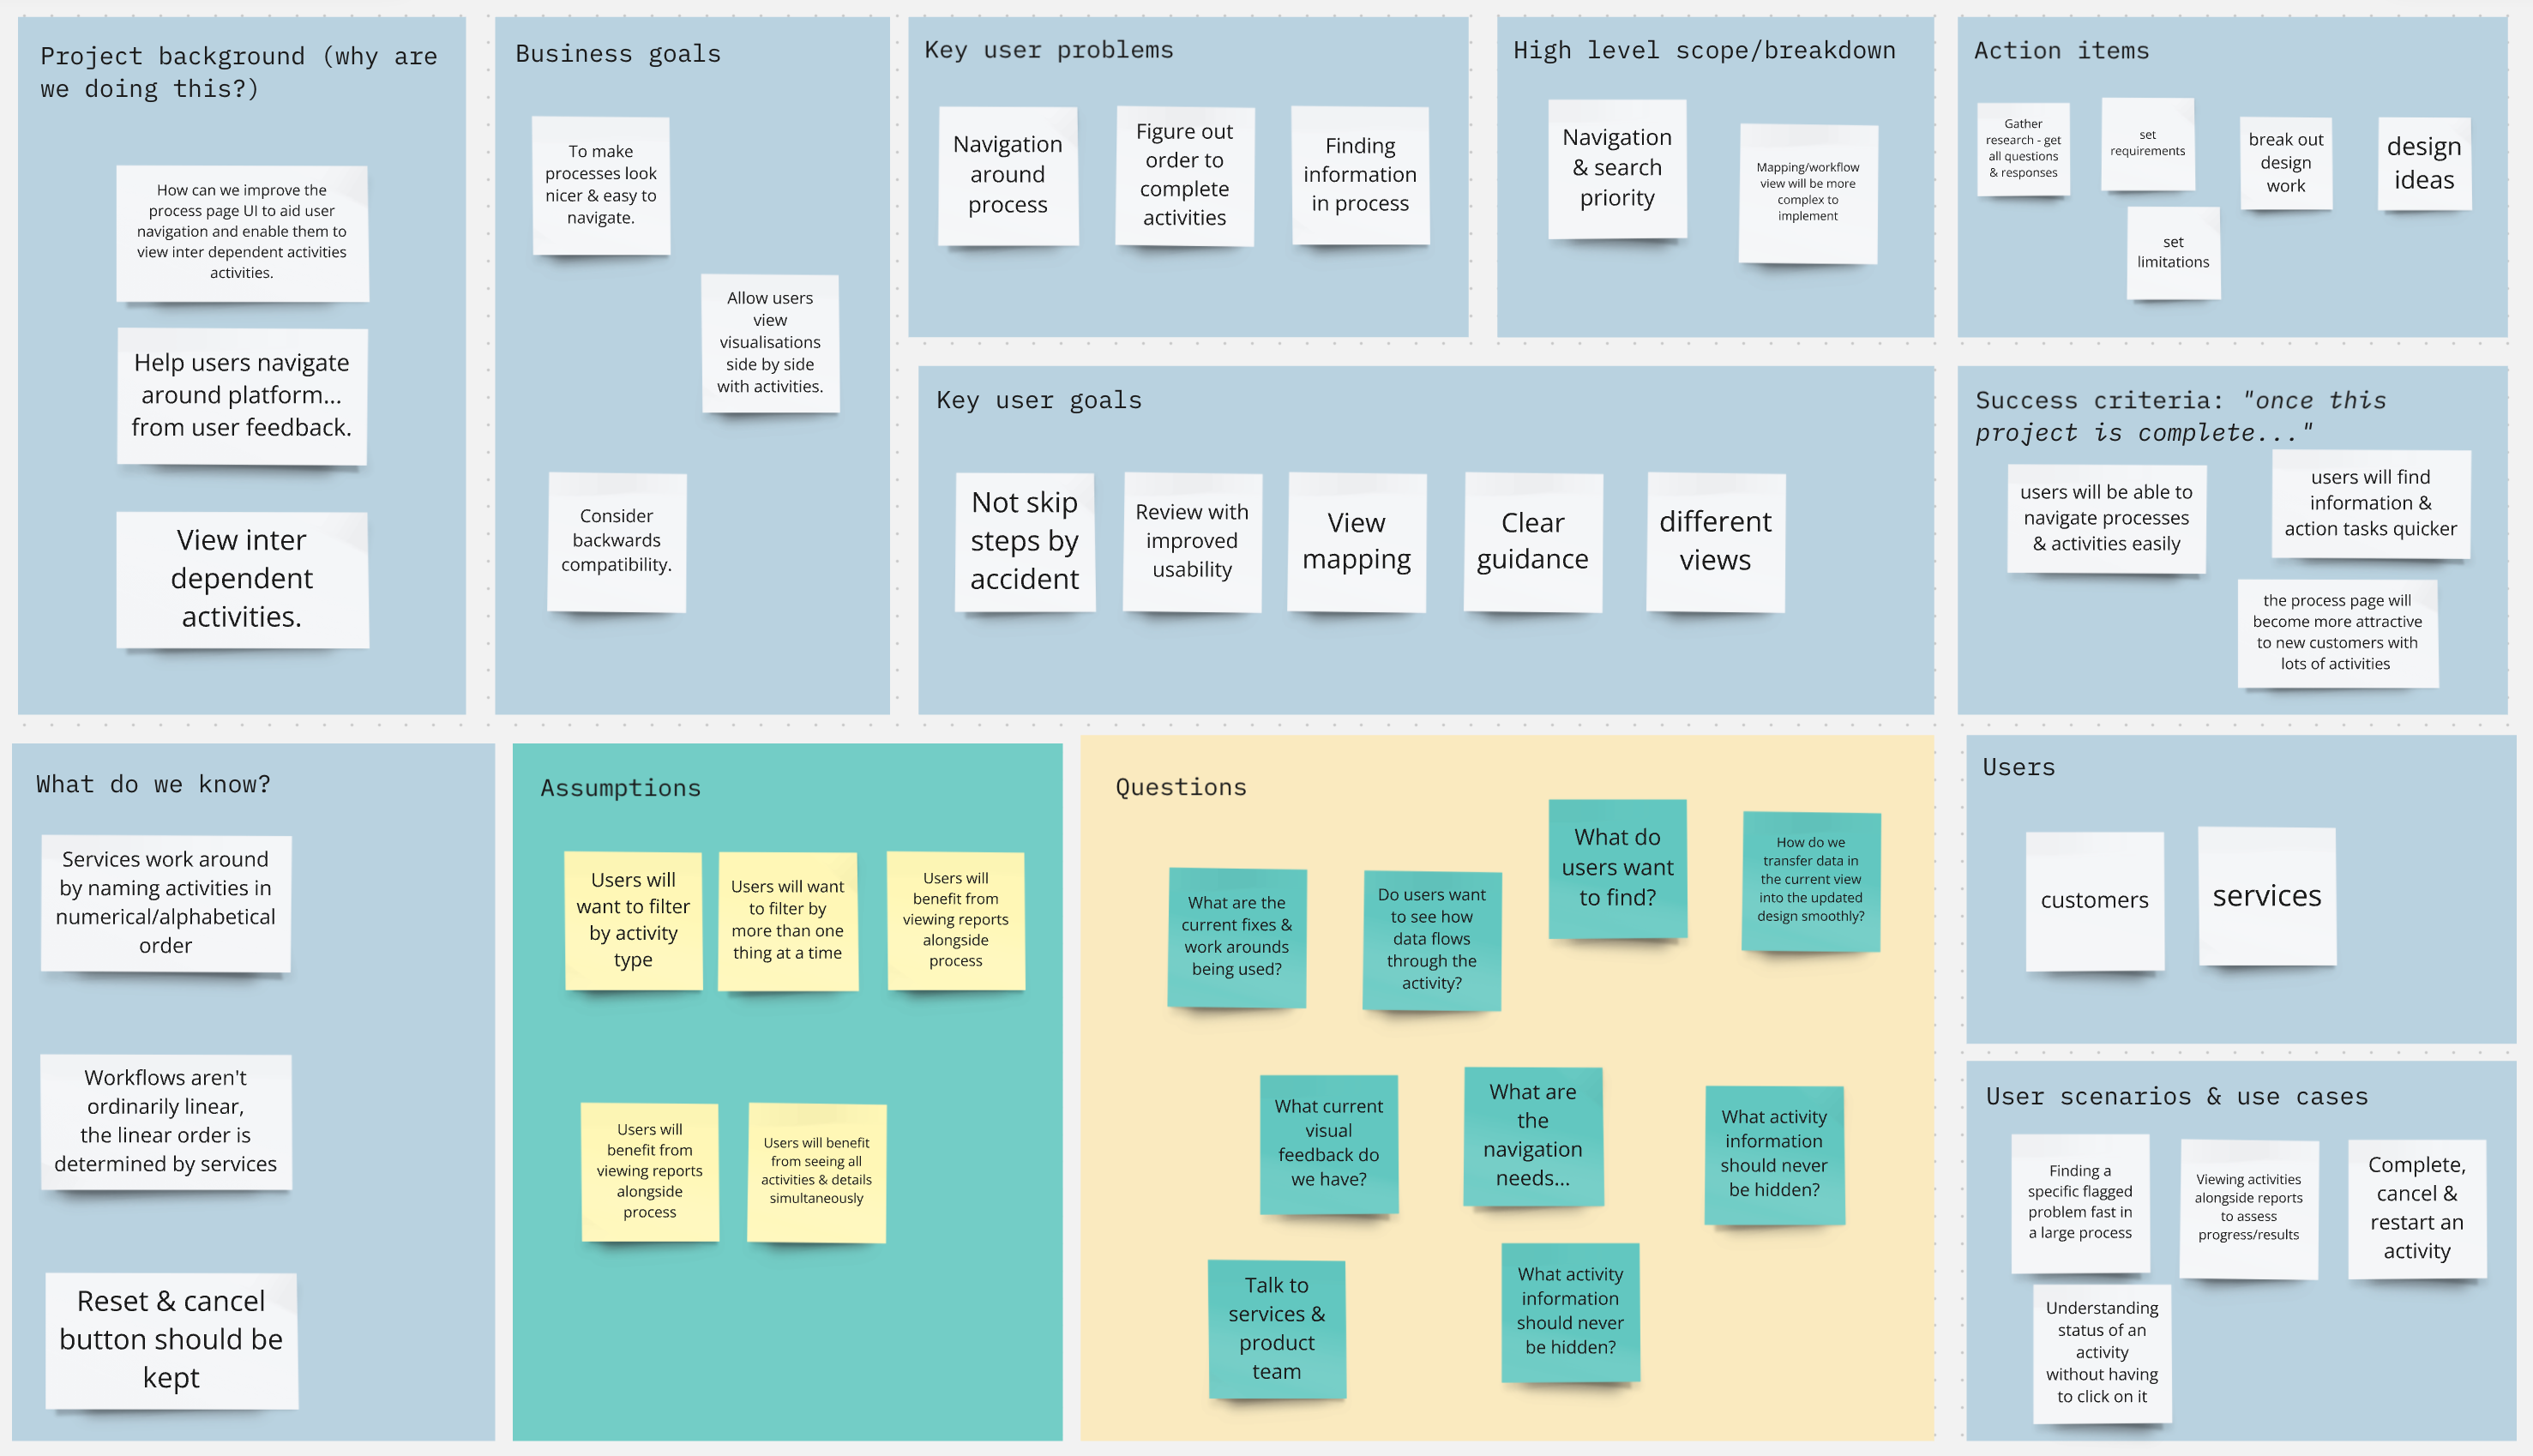 Project background (why are
we doing this?)
How can we improve the
process page UI to aid user
navigation and enable them to
view inter dependent activities
activities.
Help users navigate
around platform...
from user feedback.
View inter
dependent
activities.
Business goals
To make
processes look
nicer & easy to
navigate.
Allow users
view
visualisations
side by side
with activities.
Consider
backwards
compatibility.
Key user problems
Navigation
around
process
Figure out
order to
complete
activities
Finding
information
in process
High level scope/breakdown
Navigation
& search
priority
Mapping/workflow
view will be more
complex to
implement
Action items
Gather
research - get
all questions
& responses
set
requirements
break out
design
work
design
ideas
set
limitations
Key user goals
Not skip
steps by
accident
Review with
improved
usability
View
mapping
Clear
guidance
different
views
Success criteria: "once this
project is complete..."
users will be able to
navigate processes
& activities easily
users will find
information &
action tasks quicker
the process page will
become more attractive
to new customers with
lots of activities
What do we know?
Services work around
by naming activities in
numerical/alphabetical
order
Workflows aren't
ordinarily linear,
the linear order is
determined by services
Reset & cancel
button should be
kept
Assumptions
Users will
want to filter
by activity
type
Users will want
to filter by
more than one
thing at a time
Users will
benefit from
viewing reports
alongside
process
Users will
benefit from
viewing reports
alongside
process
Users will benefit
from seeing all
activities & details
simultaneously
Questions
What are the
current fixes &
work arounds
being used?
Do users want
to see how
data flows
through the
activity?
What do
users want
to find?
How do we
transfer data in
the current view
into the updated
design smoothly?
What current
visual
feedback do
we have?
What are
the
navigation
needs...
What activity
information
should never
be hidden?
Talk to
services &
product
team
What activity
information
should never
be hidden?
Users
customers
services
User scenarios & use cases
Finding a
specific flagged
problem fast in
a large process
Viewing activities
alongside reports
to assess
progress/results
Complete,
cancel &
restart an
activity
Understanding
status of an
activity
without having
to click on it